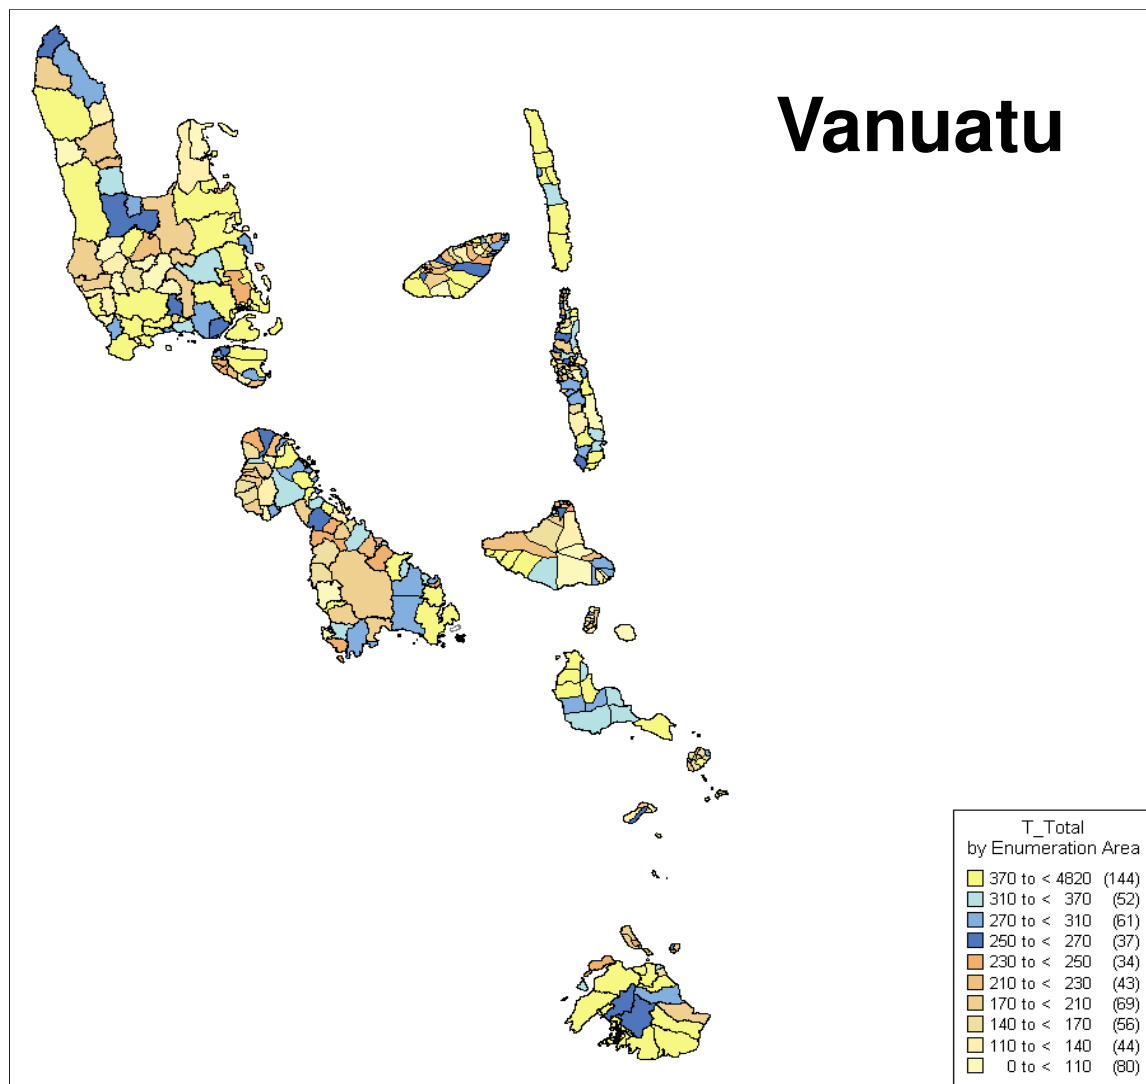 Vanuatu
T_Total
by Enumeration Area
370 to < 4820 (144)
310 to < 370 (52)
270 to < 310 (61)
250 to < 270 (37)
230 to < 250 (34)
210 to < 230 (43)
170 to < 210 (69)
140 to < 170 (56)
110 to < 140 (44)
0 to < 110 (80)